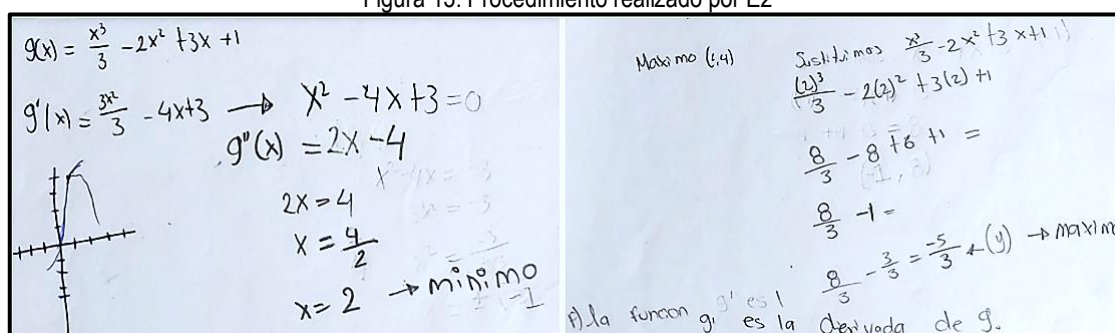 Figura 15. Procedimiento realizado por E2
g(x) = x³/3 - 2x² + 3x + 1
g'(x) = 3x²/3 - 4x+3 → x² - 4x + 3 = 0
g''(x) = 2x - 4
2x = 4
x = 4/2
x = 2 → minimo
Maximo (1,4)
Sustituimos x³/3 - 2x² + 3x + 1
(2)³/3 - 2(2)² + 3(2) + 1
8/3 - 8 + 6 + 1 =
8/3 - 1 =
8/3 - 3/3 = -5/3 ← (y) → maximo
la funcion g' es la derivada de g.